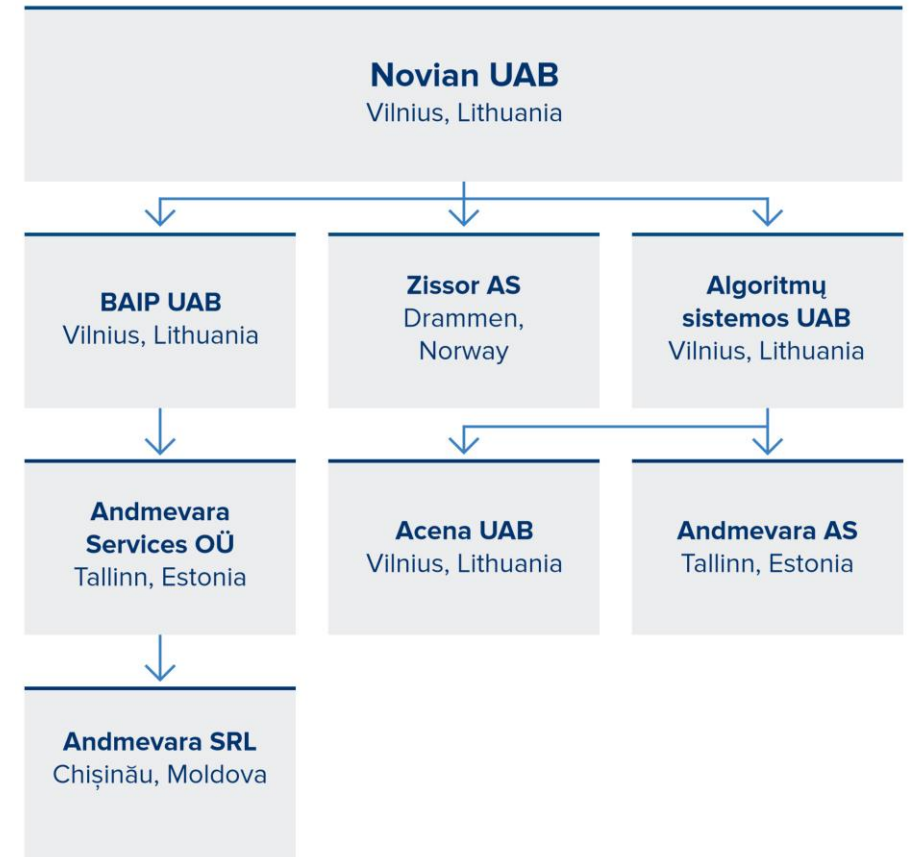 Novian UAB
Vilnius, Lithuania
BAIP UAB
Vilnius, Lithuania
Zissor AS
Drammen,
Norway
Algoritmų
sistemos UAB
Vilnius, Lithuania
Andmevara
Services OÜ
Tallinn, Estonia
Acena UAB
Vilnius, Lithuania
Andmevara AS
Tallinn, Estonia
Andmevara SRL
Chișinău, Moldova